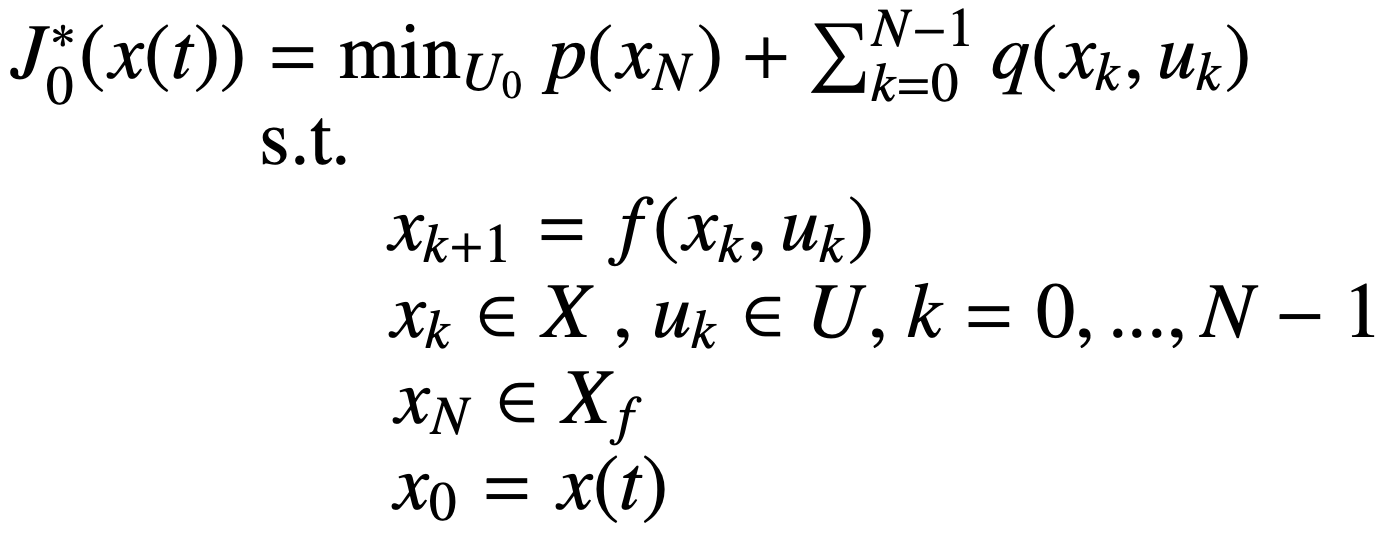 J₀*(x(t)) = min_{U₀} p(x_N) + ∑_{k=0}^{N−1} q(x_k, u_k)
s.t.
x_{k+1} = f(x_k, u_k)
x_k ∈ X , u_k ∈ U, k = 0, ..., N − 1
x_N ∈ X_f
x₀ = x(t)